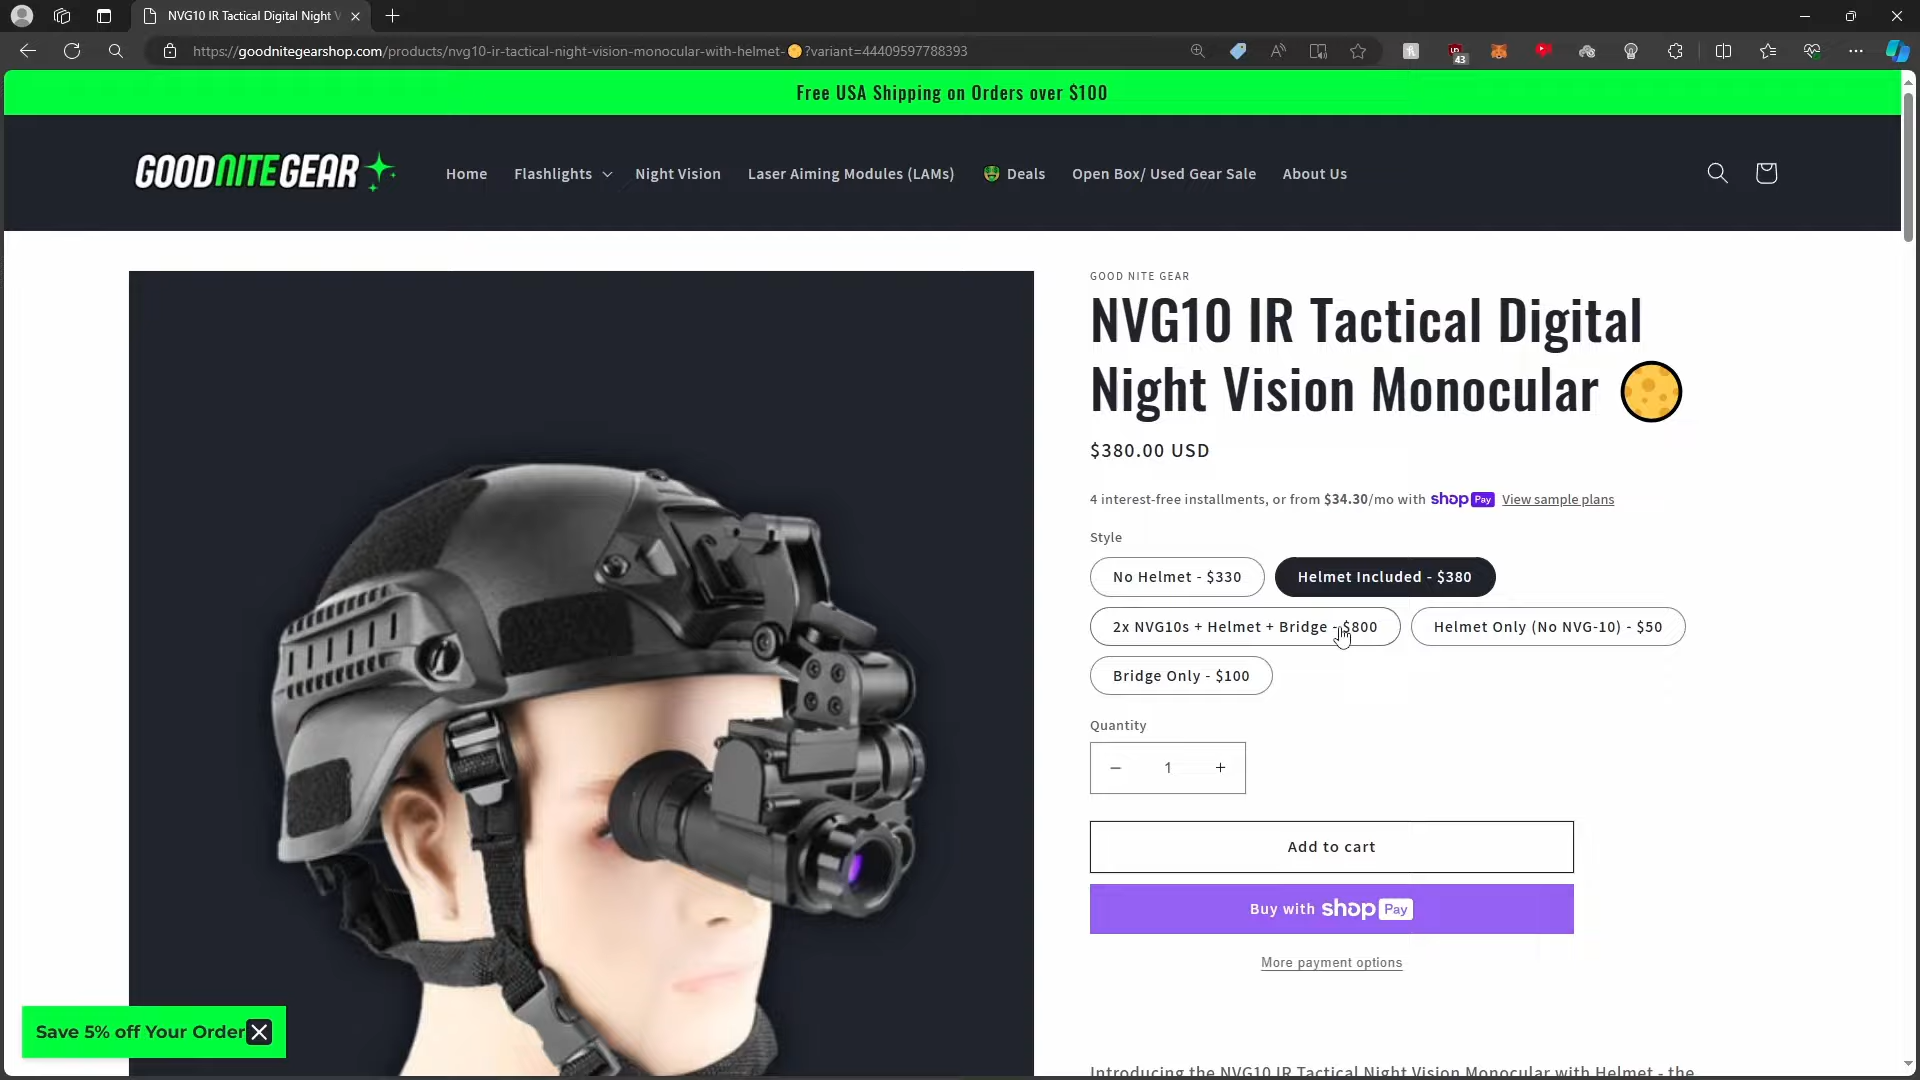 NVG10 IR Tactical Digital Night V
https://goodnitegearshop.com/products/nvg10-ir-tactical-night-vision-monocular-with-helmet-🌕?variant=44409597788393
43
Free USA Shipping on Orders over $100
GOODNITEGEAR
Home
Flashlights
Night Vision
Laser Aiming Modules (LAMs)
🤑 Deals
Open Box/ Used Gear Sale
About Us
GOOD NITE GEAR
NVG10 IR Tactical Digital
Night Vision Monocular 🌕
$380.00 USD
4 interest-free installments, or from $34.30/mo with shop Pay View sample plans
Style
No Helmet - $330
Helmet Included - $380
2x NVG10s + Helmet + Bridge - $800
Helmet Only (No NVG-10) - $50
Bridge Only - $100
Quantity
− 1 +
Add to cart
Buy with shop Pay
More payment options
Save 5% off Your Order
Introducing the NVG10 IR Tactical Night Vision Monocular with Helmet - the